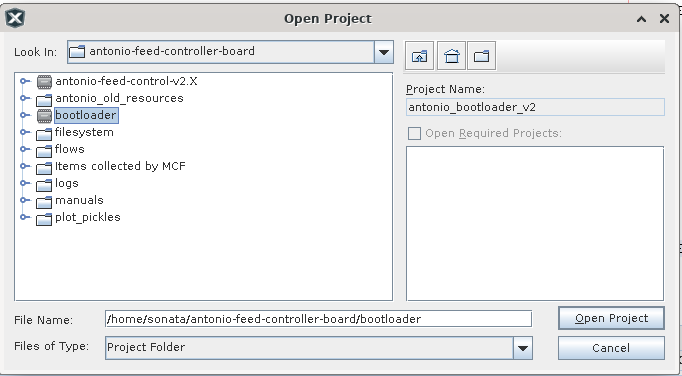 Open Project
Look In: antonio-feed-controller-board
antonio-feed-control-v2.X
antonio_old_resources
bootloader
filesystem
flows
Items collected by MCF
logs
manuals
plot_pickles
Project Name:
antonio_bootloader_v2
Open Required Projects:
File Name: /home/sonata/antonio-feed-controller-board/bootloader
Open Project
Files of Type: Project Folder
Cancel